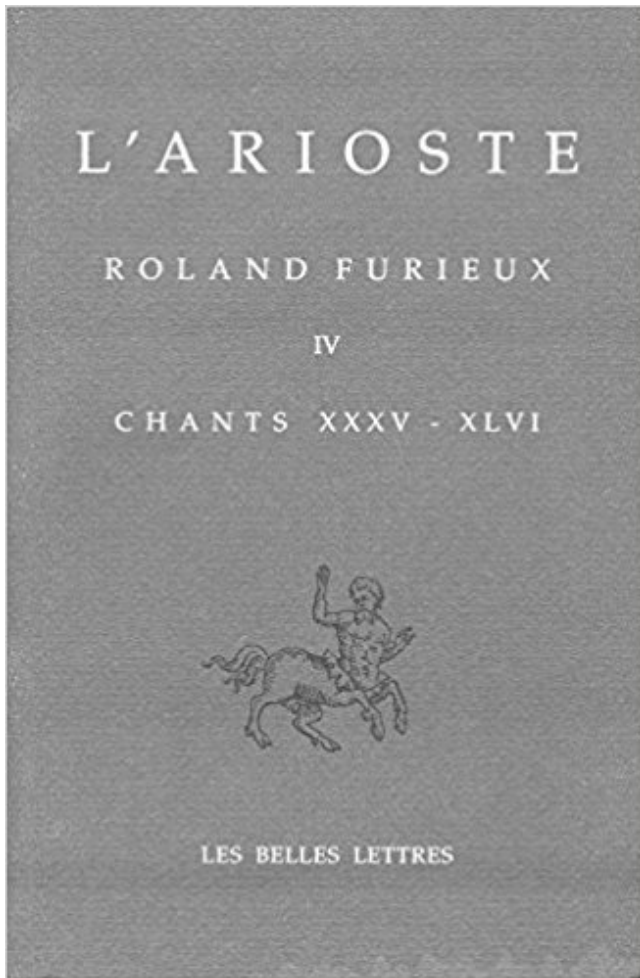 L'ARIOSTE
ROLAND FURIEUX
IV
CHANTS XXXV - XLVI
LES BELLES LETTRES